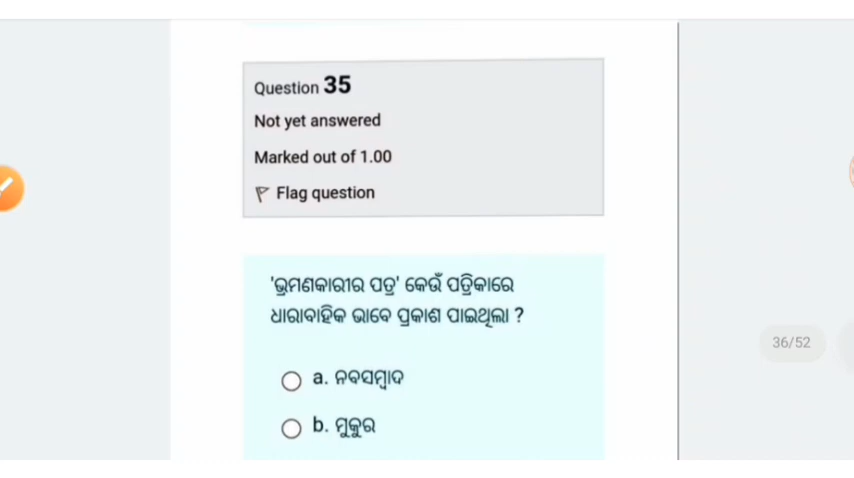 Question 35
Not yet answered
Marked out of 1.00
Flag question
'ଭ୍ରମଣକାରୀର ପତ୍ର' କେଉଁ ପତ୍ରିକାରେ
ଧାରାବାହିକ ଭାବେ ପ୍ରକାଶ ପାଇଥିଲା ?
36/52
a. ନବସମ୍ବାଦ
b. ମୁକୁର